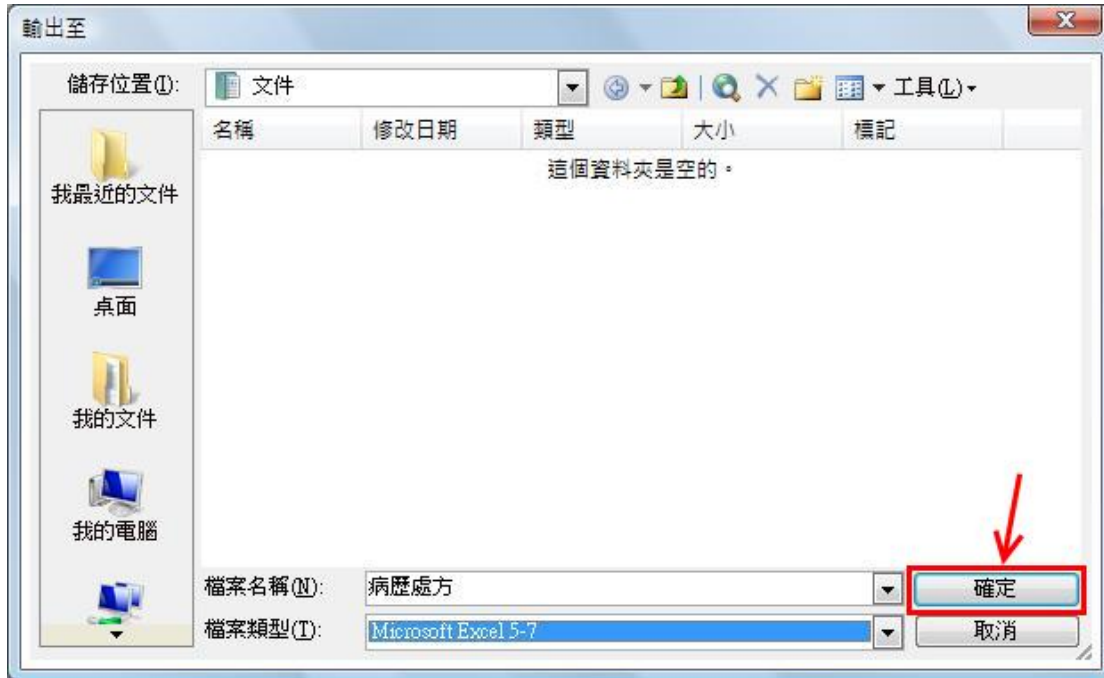 輸出至
儲存位置(I): 文件 工具(L)
名稱 修改日期 類型 大小 標記
這個資料夾是空的。
我最近的文件
桌面
我的文件
我的電腦
檔案名稱(N): 病歷處方 確定
檔案類型(T): Microsoft Excel 5-7 取消